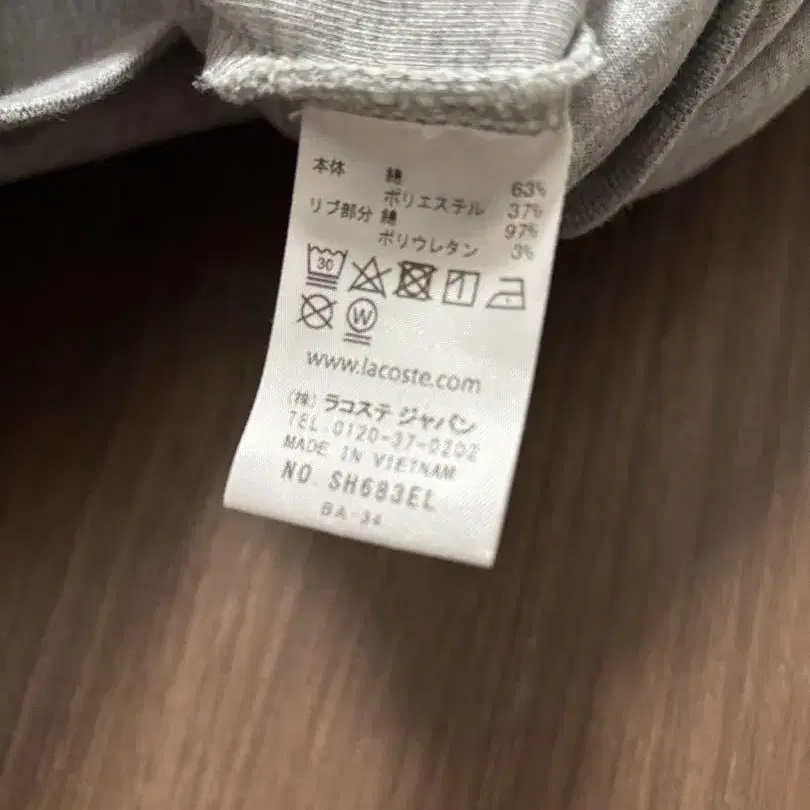 本体 綿 63%
ポリエステル 37%
リブ部分 綿 97%
ポリウレタン 3%
30
W
www.lacoste.com
(株) ラコステ ジャパン
TEL.0120-37-0202
MADE IN VIETNAM
NO. SH683EL
BA-34